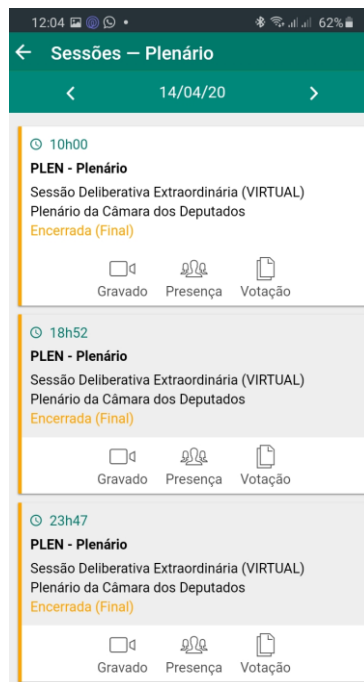 12:04 62%
Sessões — Plenário
14/04/20
10h00
PLEN - Plenário
Sessão Deliberativa Extraordinária (VIRTUAL)
Plenário da Câmara dos Deputados
Encerrada (Final)
Gravado Presença Votação
18h52
PLEN - Plenário
Sessão Deliberativa Extraordinária (VIRTUAL)
Plenário da Câmara dos Deputados
Encerrada (Final)
Gravado Presença Votação
23h47
PLEN - Plenário
Sessão Deliberativa Extraordinária (VIRTUAL)
Plenário da Câmara dos Deputados
Encerrada (Final)
Gravado Presença Votação